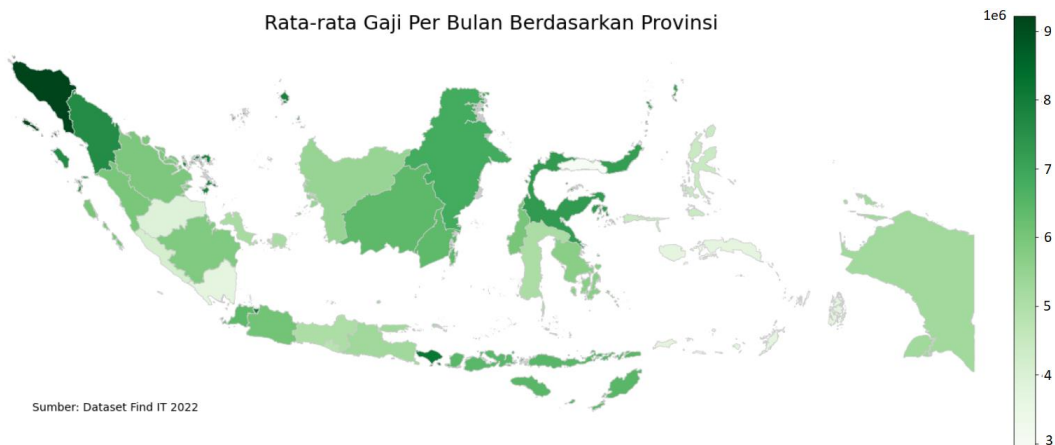 Rata-rata Gaji Per Bulan Berdasarkan Provinsi
1e6
9
8
7
6
5
4
3
Sumber: Dataset Find IT 2022